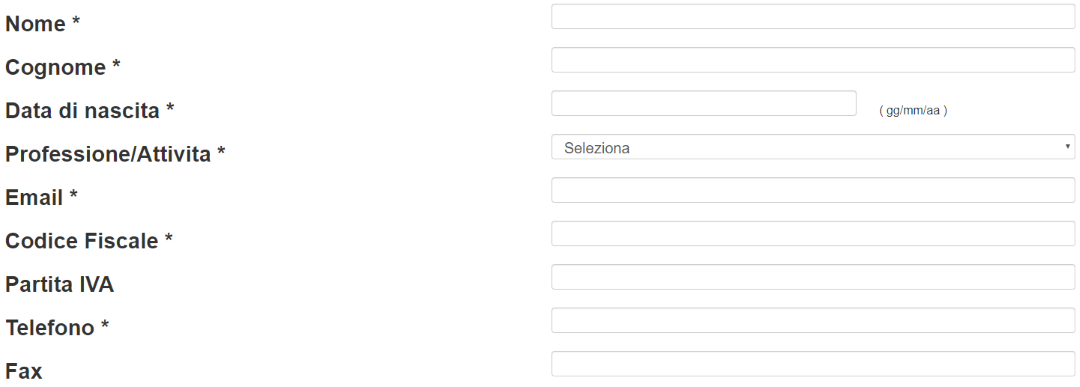 Nome *
Cognome *
Data di nascita * ( gg/mm/aa )
Professione/Attivita * Seleziona
Email *
Codice Fiscale *
Partita IVA
Telefono *
Fax